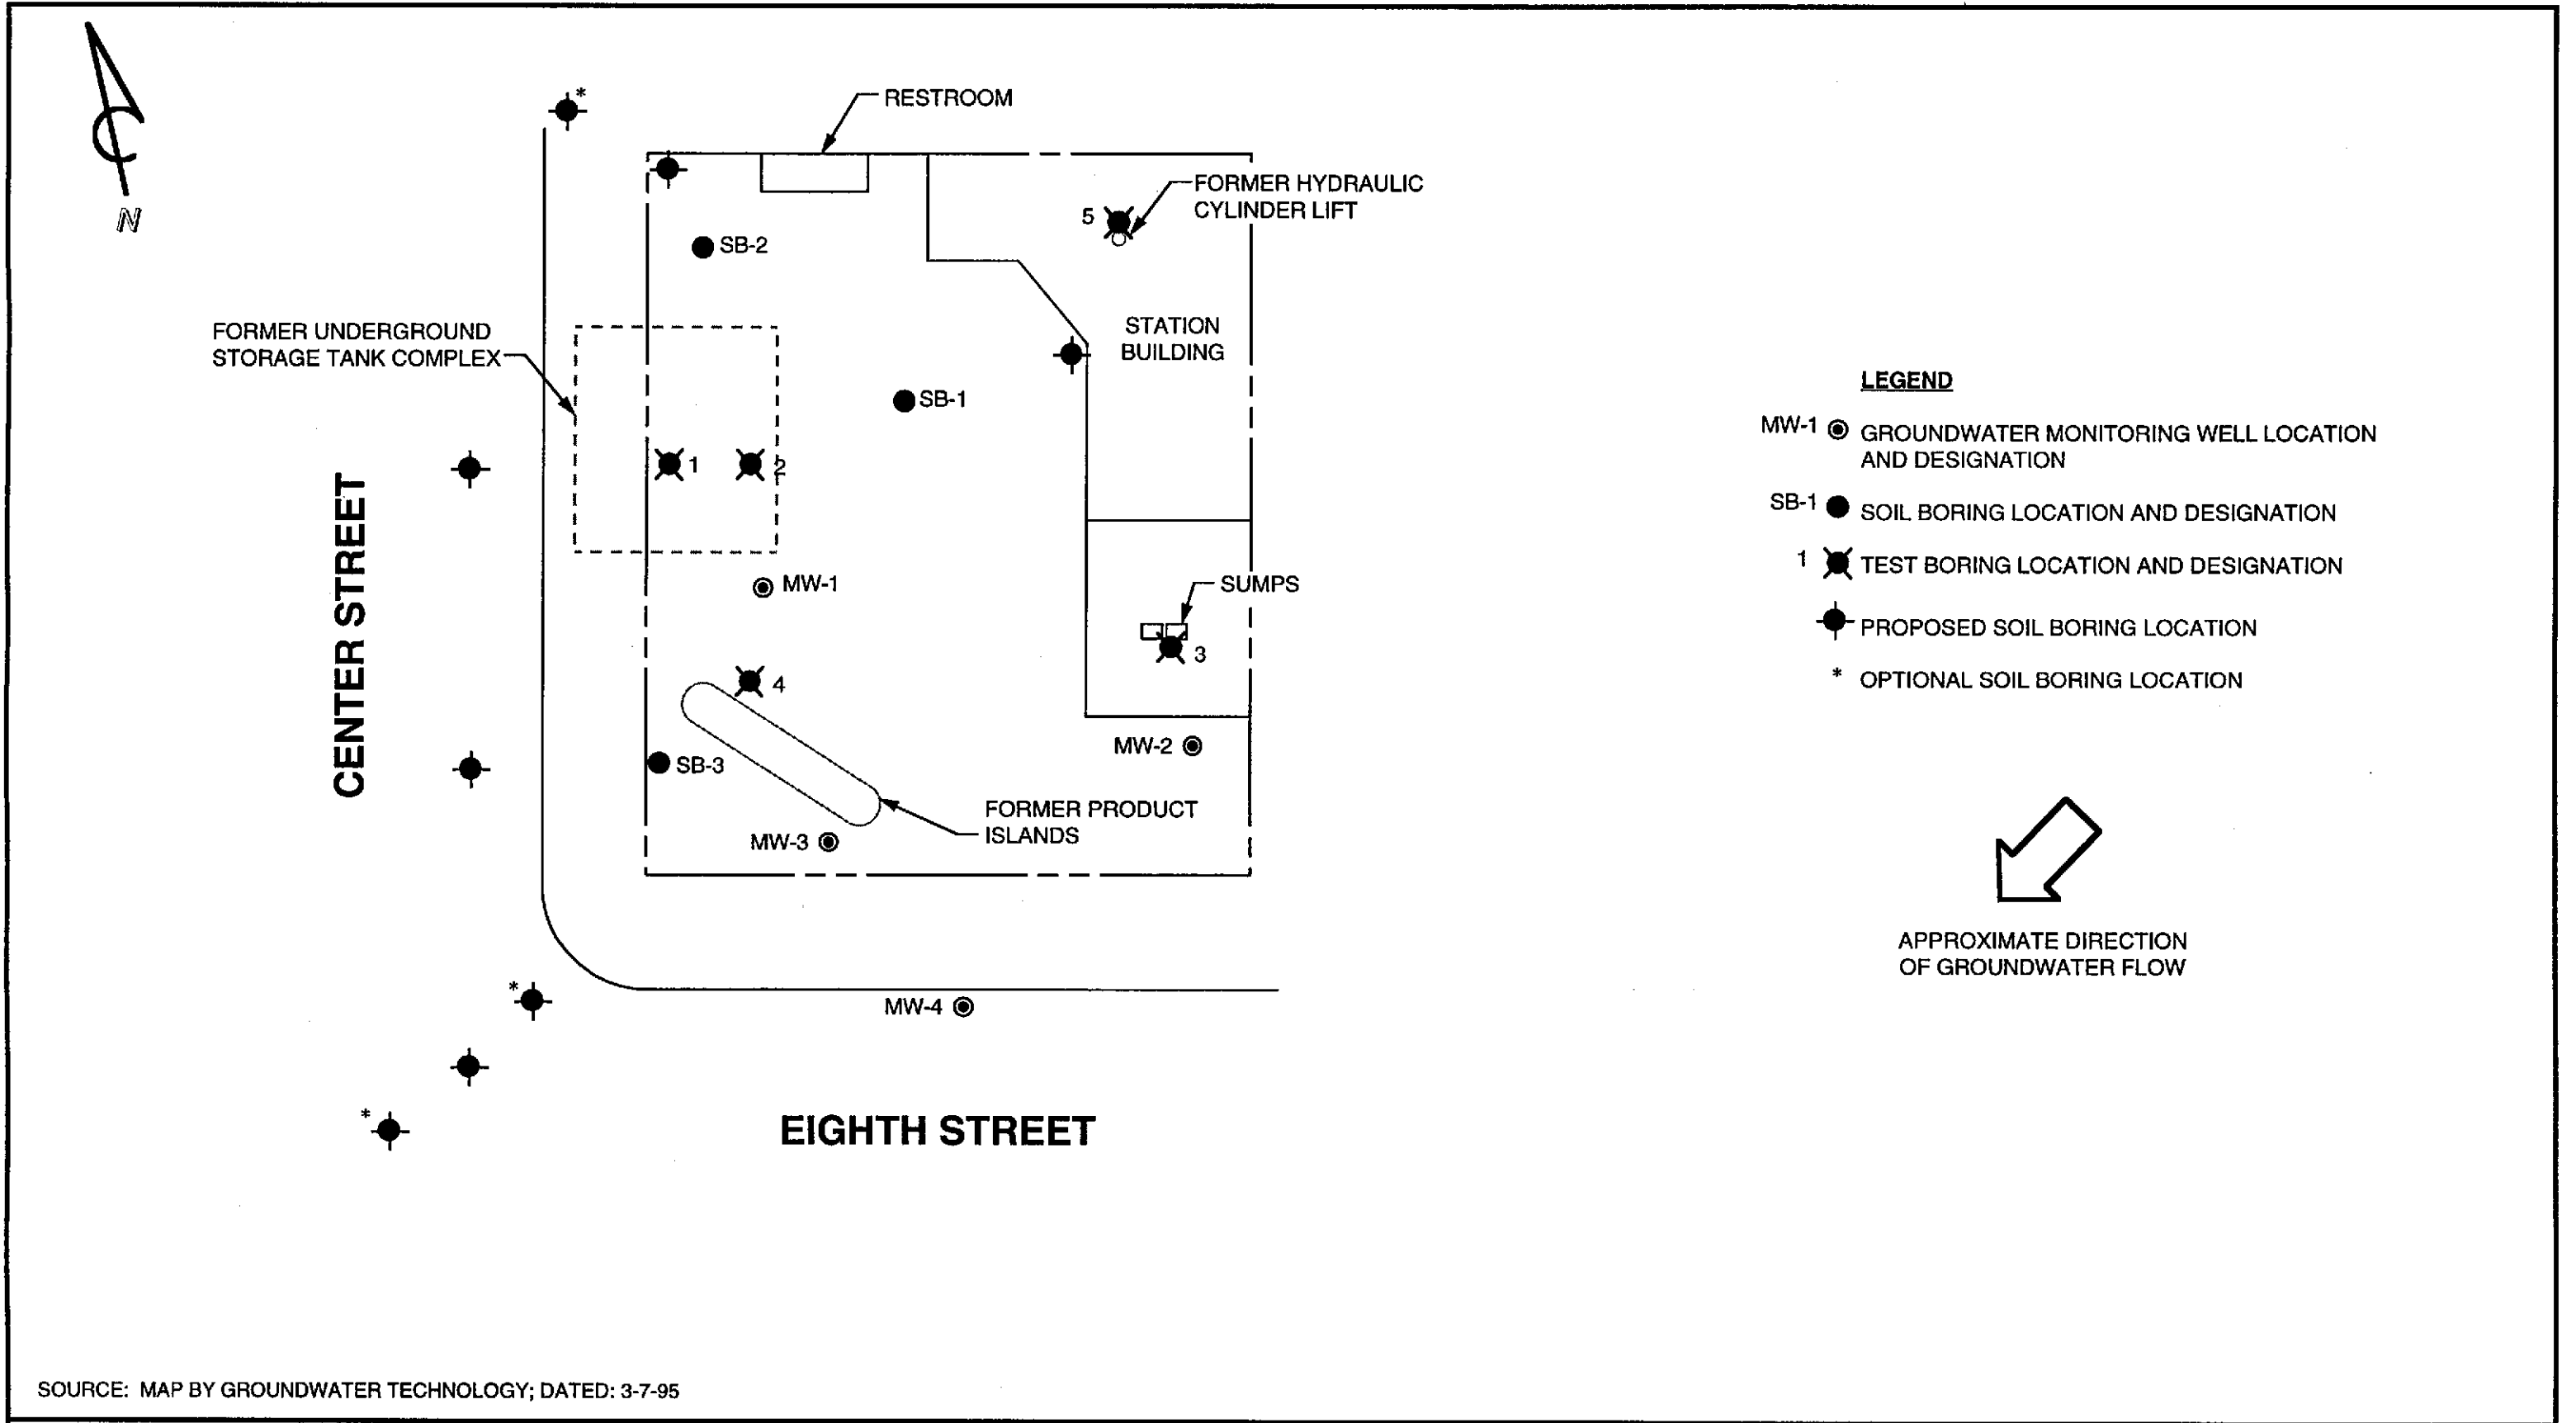 *
RESTROOM
N
FORMER HYDRAULIC
CYLINDER LIFT
5
SB-2
FORMER UNDERGROUND
STORAGE TANK COMPLEX
STATION
BUILDING
SB-1
1
2
CENTER STREET
MW-1
SUMPS
3
4
MW-2
SB-3
FORMER PRODUCT
ISLANDS
MW-3
*
MW-4
*
EIGHTH STREET
LEGEND
MW-1 GROUNDWATER MONITORING WELL LOCATION
AND DESIGNATION
SB-1 SOIL BORING LOCATION AND DESIGNATION
1 TEST BORING LOCATION AND DESIGNATION
PROPOSED SOIL BORING LOCATION
* OPTIONAL SOIL BORING LOCATION
APPROXIMATE DIRECTION
OF GROUNDWATER FLOW
SOURCE: MAP BY GROUNDWATER TECHNOLOGY; DATED: 3-7-95